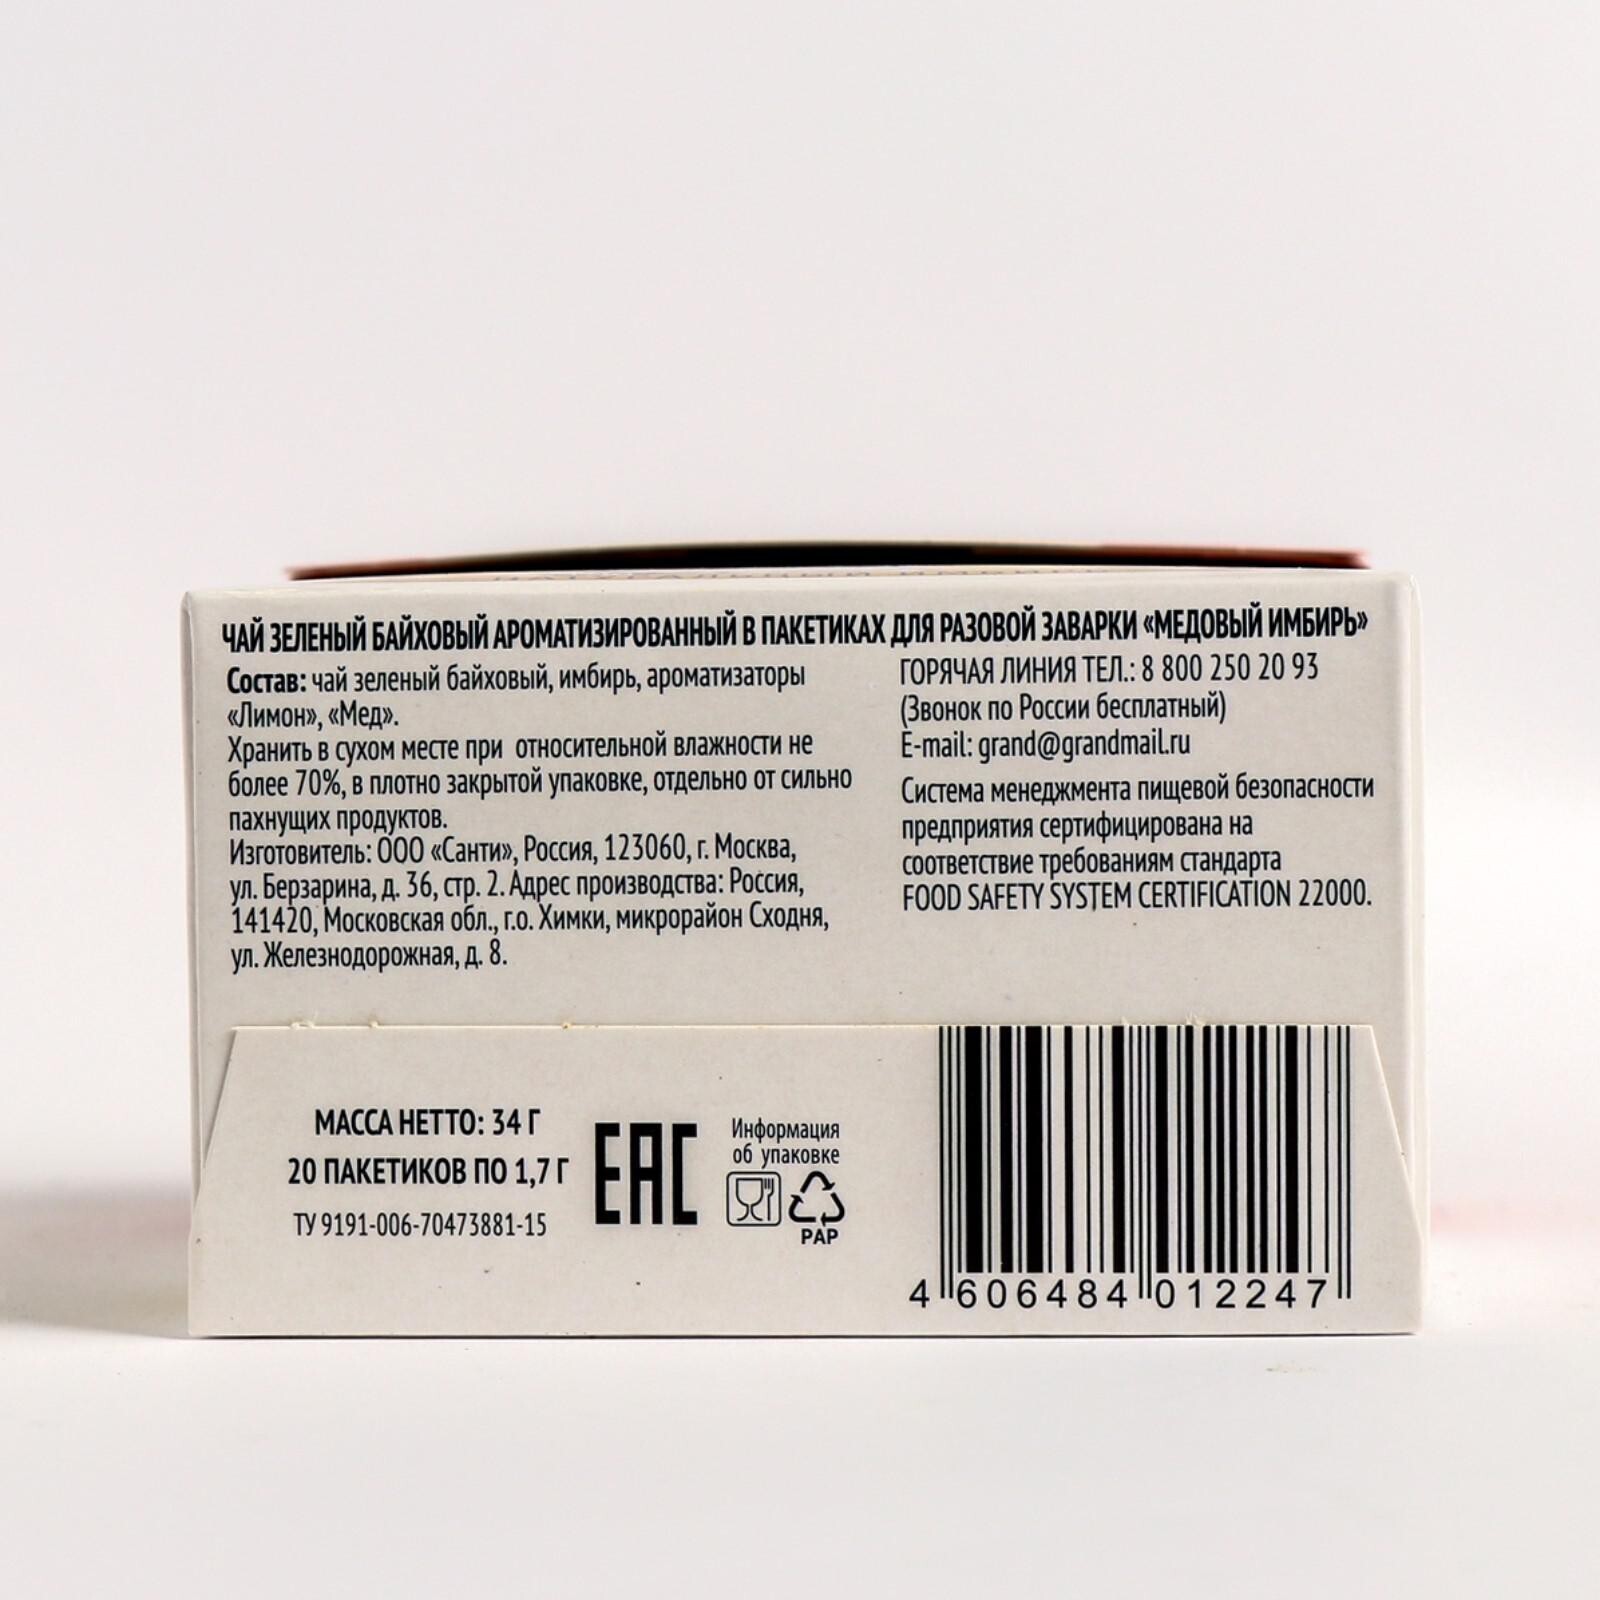 ЧАЙ ЗЕЛЕНЫЙ БАЙХОВЫЙ АРОМАТИЗИРОВАННЫЙ В ПАКЕТИКАХ ДЛЯ РАЗОВОЙ ЗАВАРКИ «МЕДОВЫЙ ИМБИРЬ»
Состав: чай зеленый байховый, имбирь, ароматизаторы
«Лимон», «Мед».
Хранить в сухом месте при относительной влажности не
более 70%, в плотно закрытой упаковке, отдельно от сильно
пахнущих продуктов.
Изготовитель: ООО «Санти», Россия, 123060, г. Москва,
ул. Берзарина, д. 36, стр. 2. Адрес производства: Россия,
141420, Московская обл., г.о. Химки, микрорайон Сходня,
ул. Железнодорожная, д. 8.
ГОРЯЧАЯ ЛИНИЯ ТЕЛ.: 8 800 250 20 93
(Звонок по России бесплатный)
E-mail: grand@grandmail.ru
Система менеджмента пищевой безопасности
предприятия сертифицирована на
соответствие требованиям стандарта
FOOD SAFETY SYSTEM CERTIFICATION 22000.
МАССА НЕТТО: 34 Г
20 ПАКЕТИКОВ ПО 1,7 Г
ТУ 9191-006-70473881-15
EAC
Информация
об упаковке
PAP
4 606484 012247